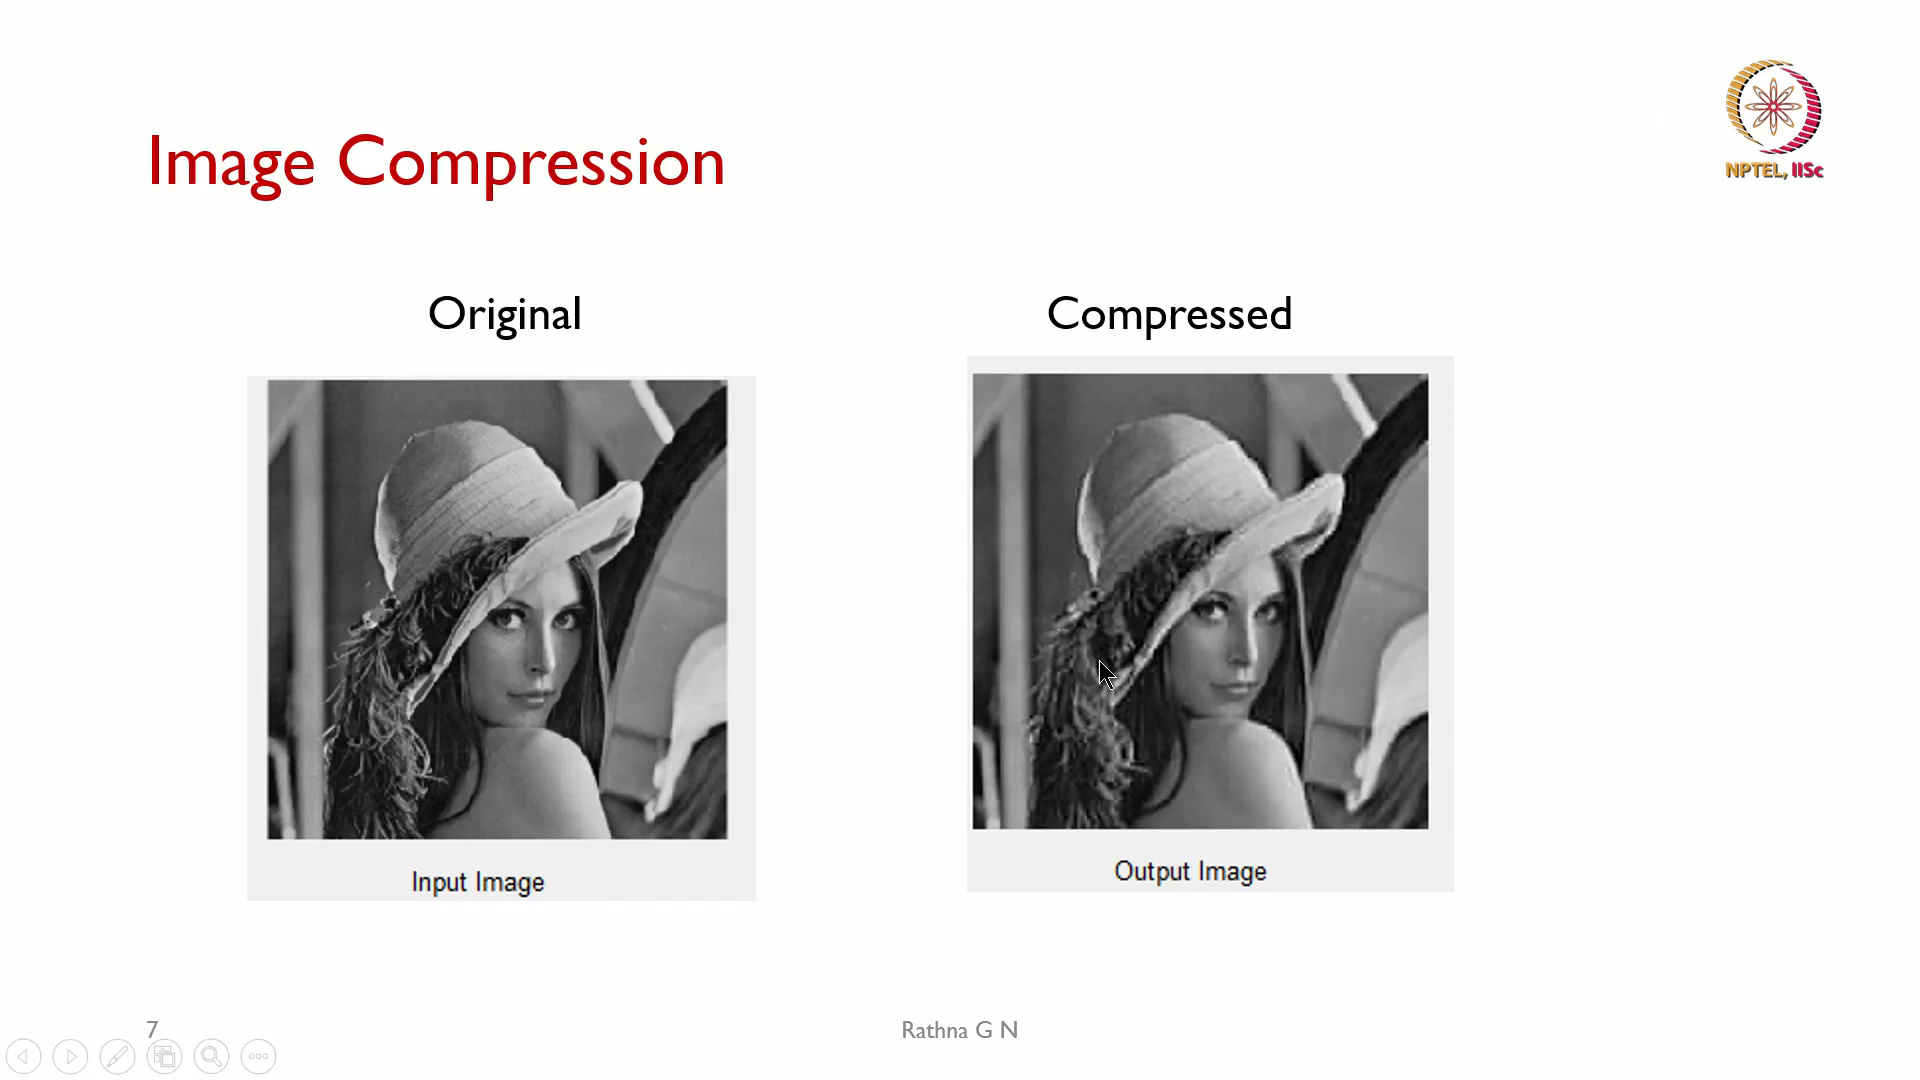 NPTEL, IISc
Image Compression
Original
Compressed
Input Image
Output Image
7
Rathna G N